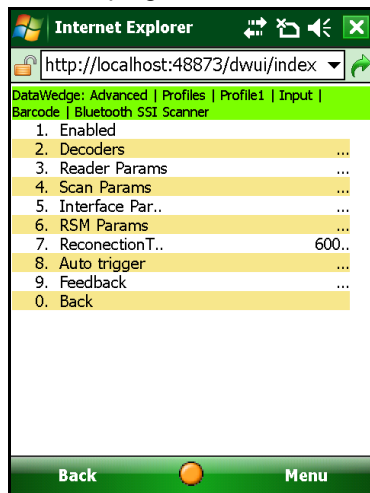 Internet Explorer
http://localhost:48873/dwui/index
DataWedge: Advanced | Profiles | Profile1 | Input |
Barcode | Bluetooth SSI Scanner
1. Enabled
2. Decoders ...
3. Reader Params ...
4. Scan Params ...
5. Interface Par.. ...
6. RSM Params ...
7. ReconectionT.. 600..
8. Auto trigger ...
9. Feedback ...
0. Back
Back Menu